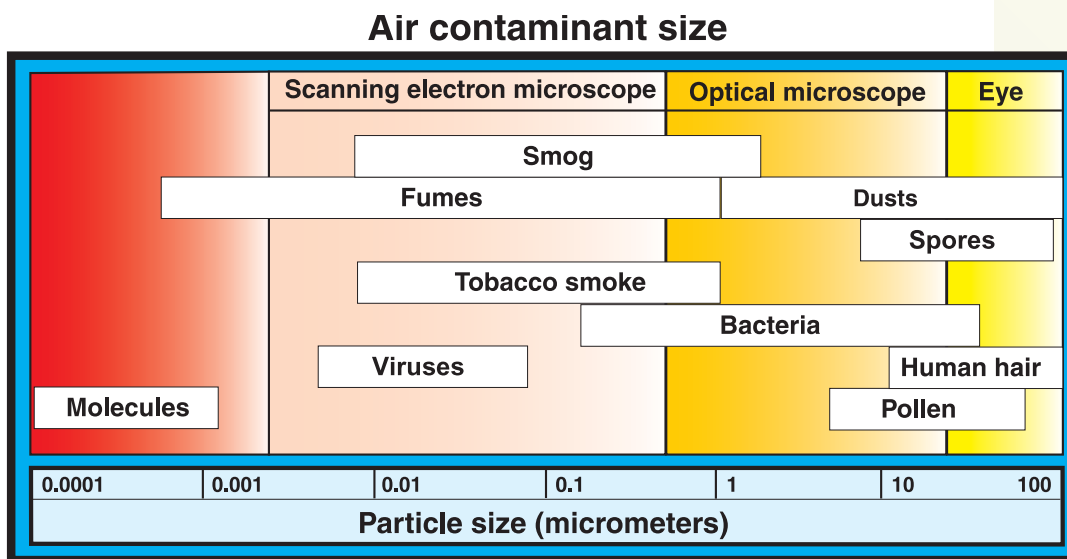 Air contaminant size
Scanning electron microscope Optical microscope Eye
Smog
Fumes Dusts
Spores
Tobacco smoke
Bacteria
Viruses Human hair
Molecules Pollen
0.0001 0.001 0.01 0.1 1 10 100
Particle size (micrometers)